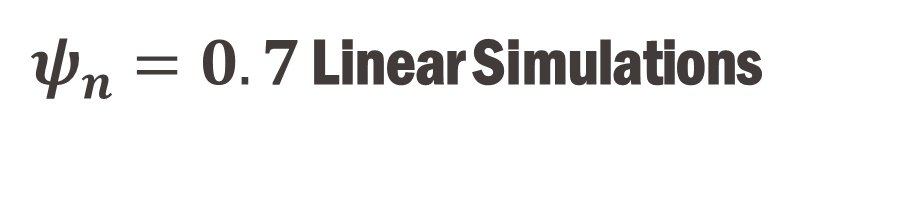 ψₙ = 0.7 Linear Simulations